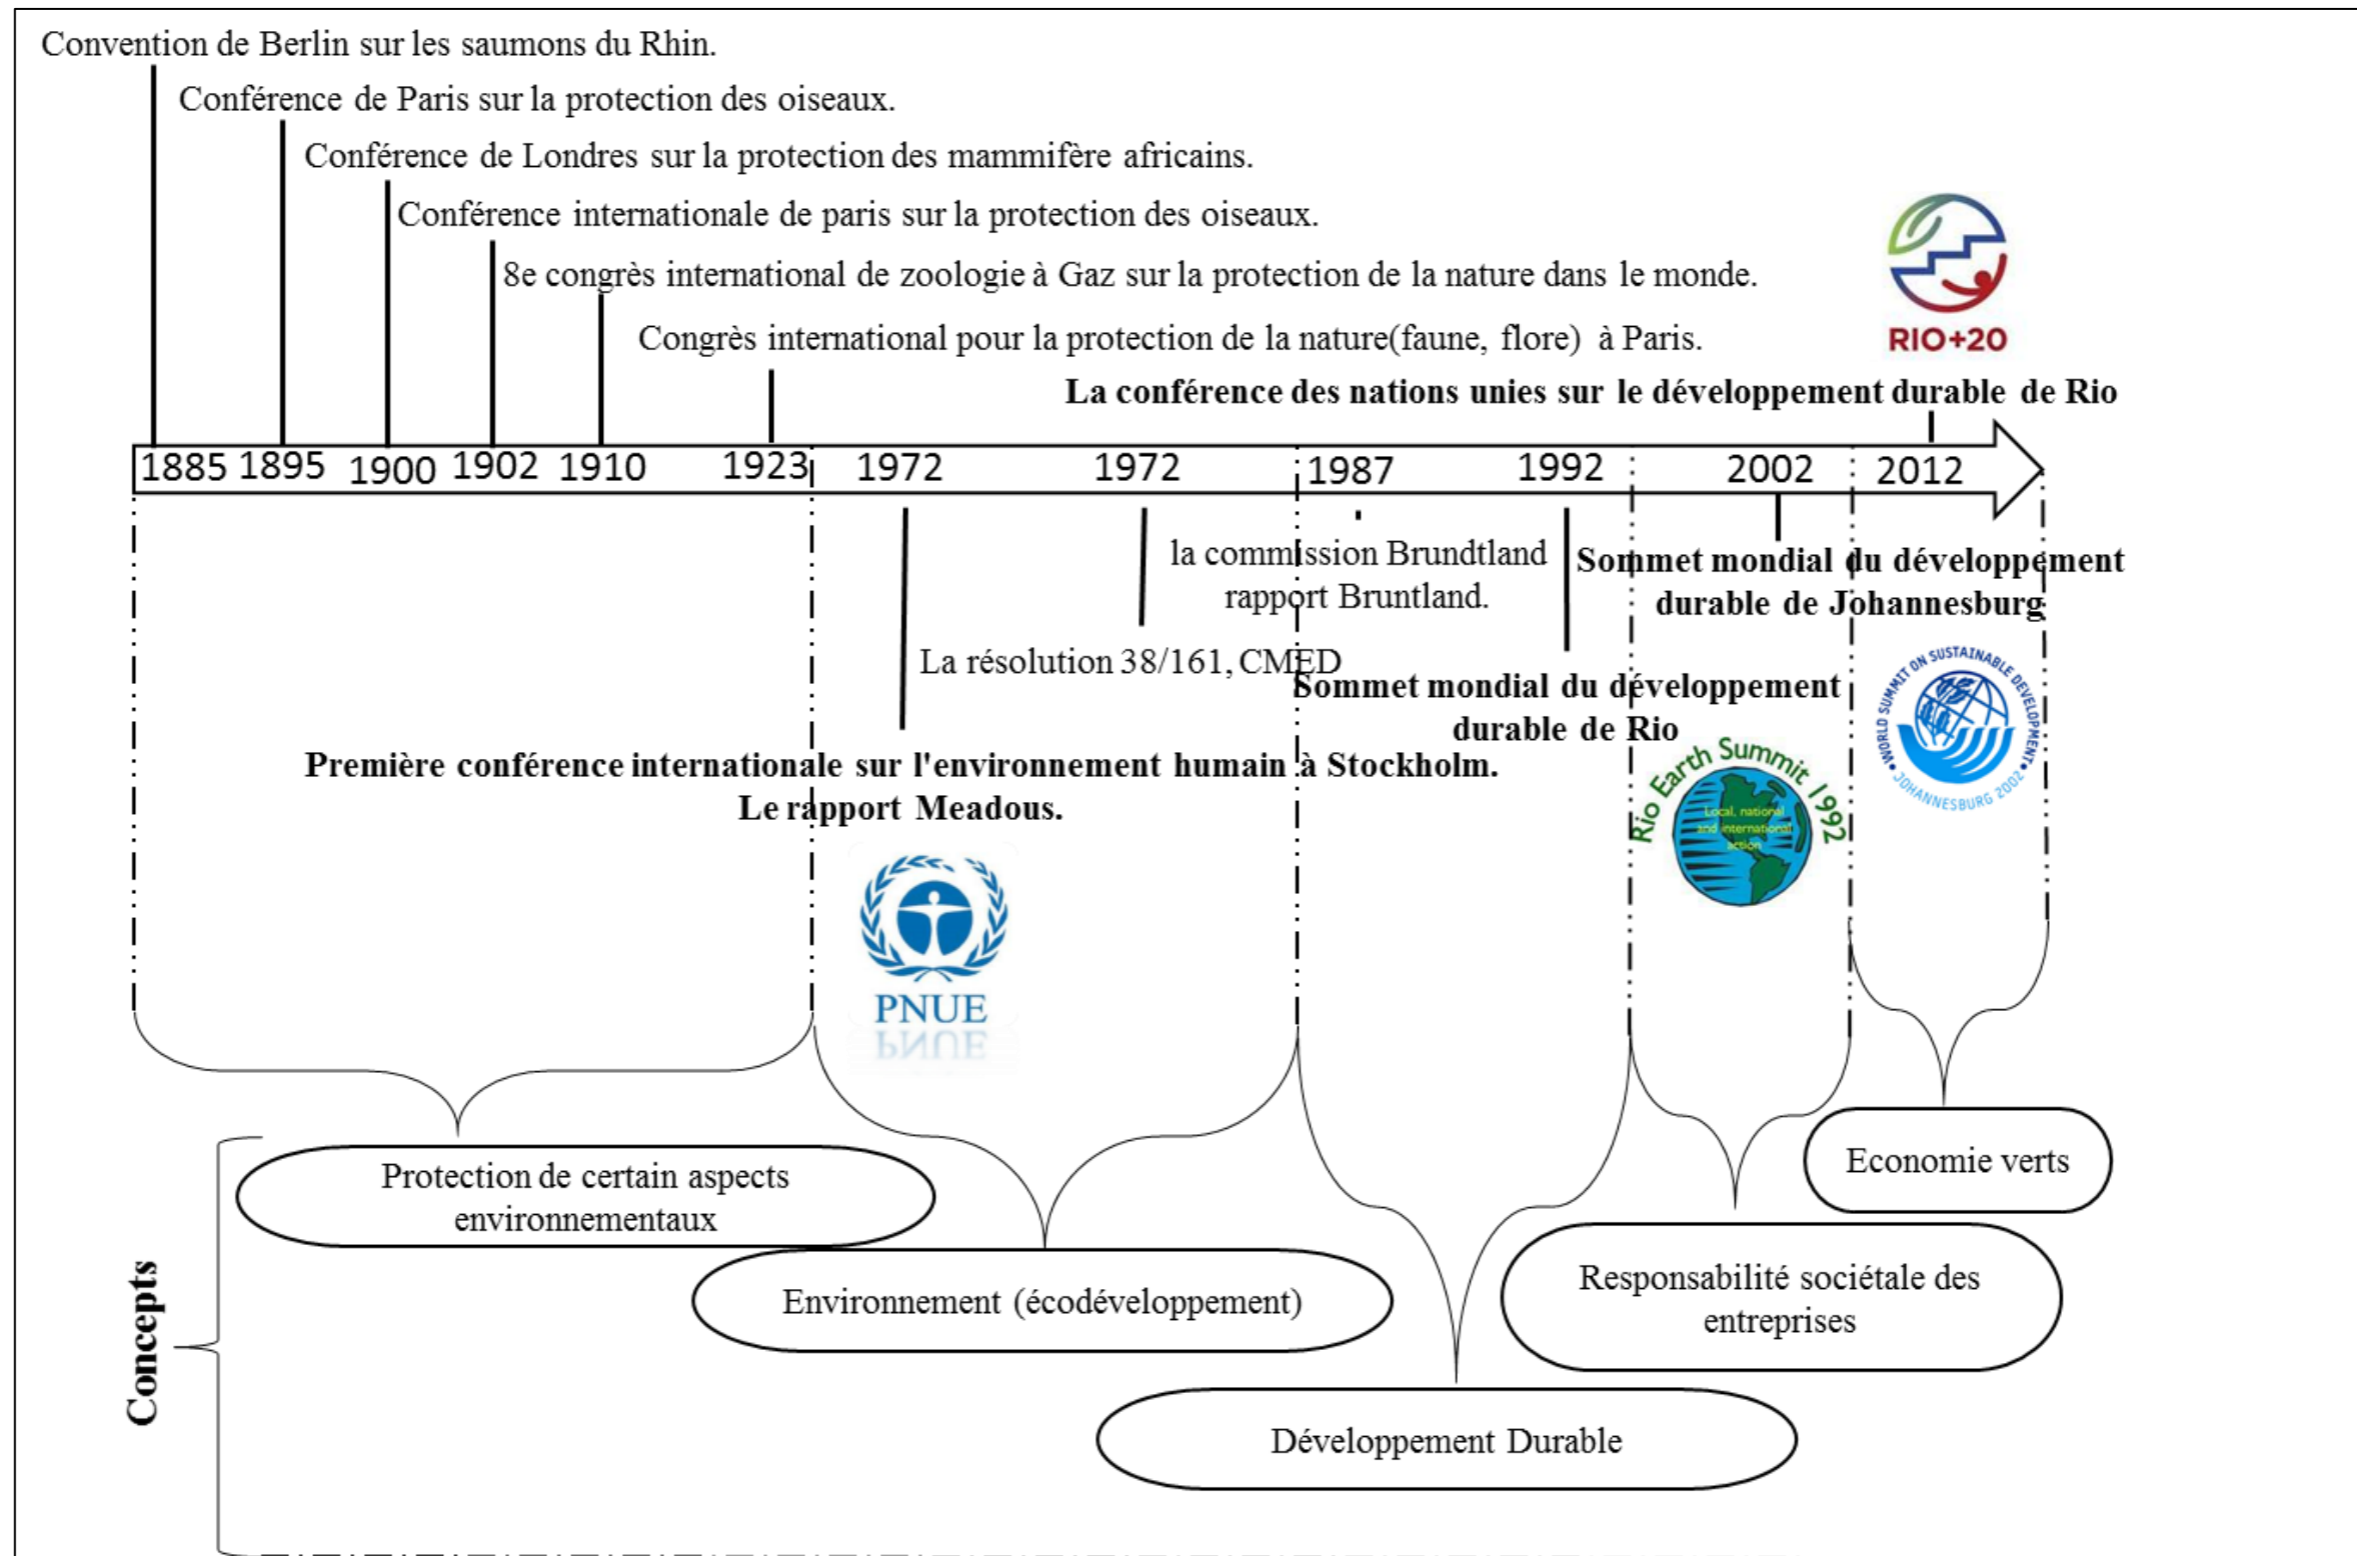 Convention de Berlin sur les saumons du Rhin.
Conférence de Paris sur la protection des oiseaux.
Conférence de Londres sur la protection des mammifère africains.
Conférence internationale de paris sur la protection des oiseaux.
8e congrès international de zoologie à Gaz sur la protection de la nature dans le monde.
Congrès international pour la protection de la nature(faune, flore) à Paris.
RIO+20
La conférence des nations unies sur le développement durable de Rio
1885 1895 1900 1902 1910 1923 1972 1972 1987 1992 2002 2012
la commission Brundtland
rapport Bruntland.
Sommet mondial du développement
durable de Johannesburg
La résolution 38/161, CMED
Sommet mondial du développement
durable de Rio
Première conférence internationale sur l'environnement humain à Stockholm.
Le rapport Meadous.
WORLD SUMMIT ON SUSTAINABLE DEVELOPMENT
JOHANNESBURG 2002
Rio Earth Summit 1992
Local, national
and international
action
PNUE
PNUE
Protection de certain aspects
environnementaux
Economie verts
Environnement (écodéveloppement)
Responsabilité sociétale des
entreprises
Développement Durable
Concepts